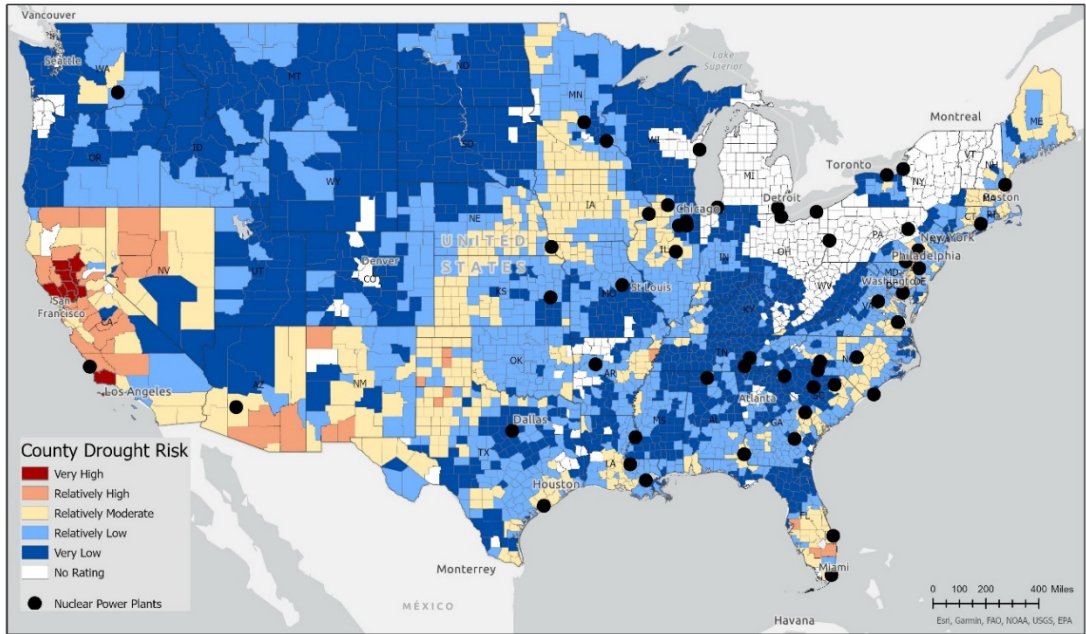 Vancouver
Seattle
WA
MT
ND
Lake
Superior
MN
OR
ID
SD
WI
WY
Montreal
ME
VT
NH
Toronto
NY
MI
Detroit
Boston
CT
IA
Chicago
NE
UNITED
STATES
IL
IN
OH
PA
New York
Philadelphia
NV
UT
Denver
CO
KS
MO
St Louis
WV
MD
DE
Washington
VA
KY
San
Francisco
CA
Los Angeles
AZ
NM
OK
AR
TN
NC
SC
Atlanta
Dallas
MS
AL
GA
TX
LA
Houston
FL
Miami
Monterrey
MÉXICO
Havana
County Drought Risk
Very High
Relatively High
Relatively Moderate
Relatively Low
Very Low
No Rating
Nuclear Power Plants
0 100 200 400 Miles
Esri, Garmin, FAO, NOAA, USGS, EPA